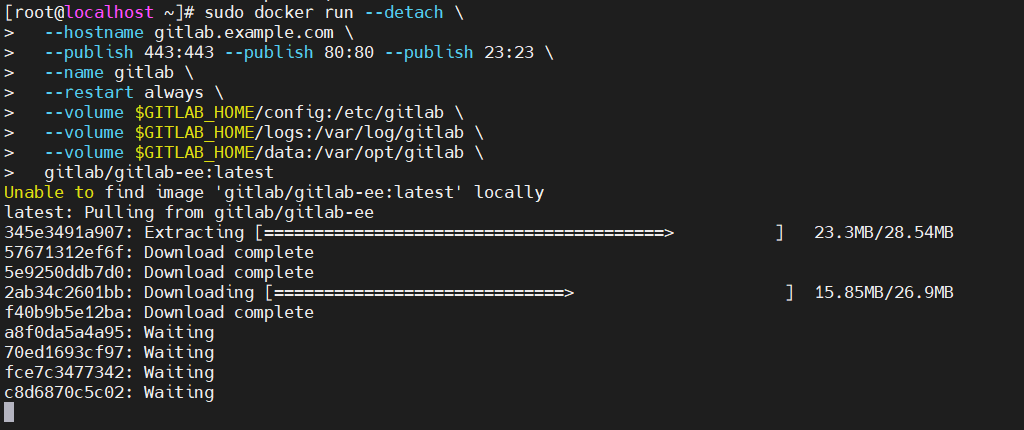 [root@localhost ~]# sudo docker run --detach \
>   --hostname gitlab.example.com \
>   --publish 443:443 --publish 80:80 --publish 23:23 \
>   --name gitlab \
>   --restart always \
>   --volume $GITLAB_HOME/config:/etc/gitlab \
>   --volume $GITLAB_HOME/logs:/var/log/gitlab \
>   --volume $GITLAB_HOME/data:/var/opt/gitlab \
>   gitlab/gitlab-ee:latest
Unable to find image 'gitlab/gitlab-ee:latest' locally
latest: Pulling from gitlab/gitlab-ee
345e3491a907: Extracting [========================================>          ]   23.3MB/28.54MB
57671312ef6f: Download complete
5e9250ddb7d0: Download complete
2ab34c2601bb: Downloading [=============================>                     ]  15.85MB/26.9MB
f40b9b5e12ba: Download complete
a8f0da5a4a95: Waiting
70ed1693cf97: Waiting
fce7c3477342: Waiting
c8d6870c5c02: Waiting